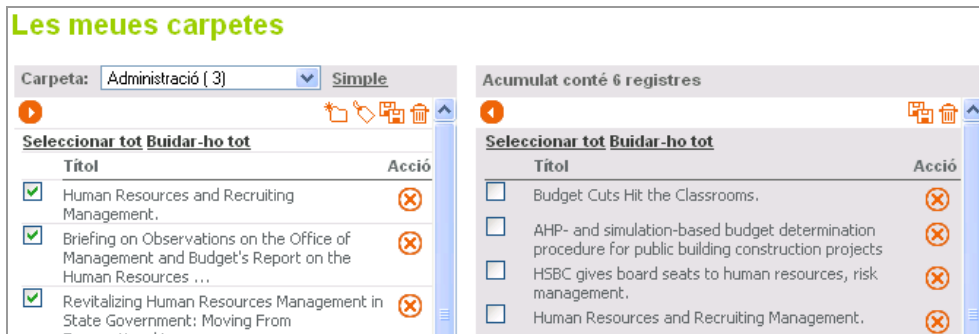 Les meues carpetes
Carpeta: Administració ( 3) Simple
Seleccionar tot Buidar-ho tot
Títol Acció
Human Resources and Recruiting
Management.
Briefing on Observations on the Office of
Management and Budget's Report on the
Human Resources ...
Revitalizing Human Resources Management in
State Government: Moving From
Acumulat conté 6 registres
Seleccionar tot Buidar-ho tot
Títol Acció
Budget Cuts Hit the Classrooms.
AHP- and simulation-based budget determination
procedure for public building construction projects
HSBC gives board seats to human resources, risk
management.
Human Resources and Recruiting Management.